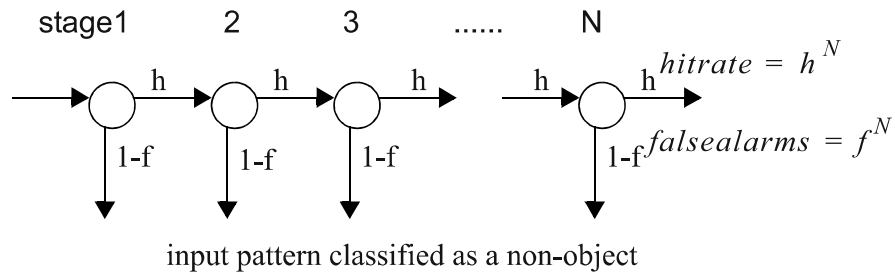 stage1 2 3 ...... N
h h h h h hitrate = h^N
1-f 1-f 1-f 1-f falsealarms = f^N
input pattern classified as a non-object